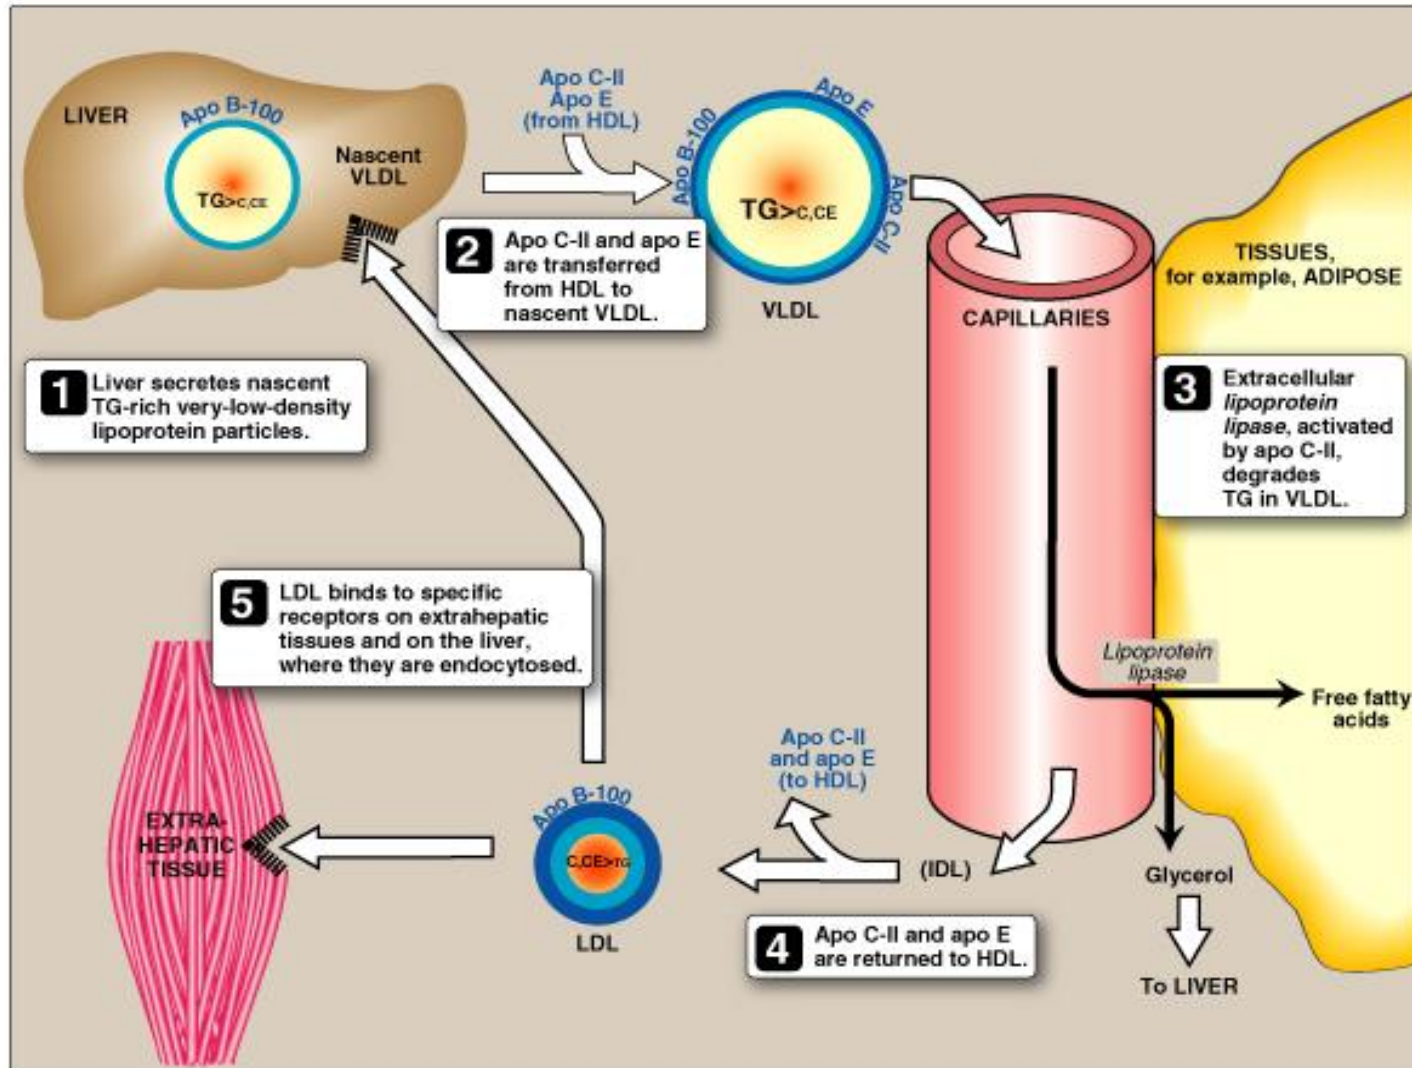 LIVER
Apo B-100
TG>C,CE
Nascent
VLDL
Apo C-II
Apo E
(from HDL)
Apo B-100
Apo E
Apo C-II
TG>C,CE
VLDL
1
Liver secretes nascent
TG-rich very-low-density
lipoprotein particles.
2
Apo C-II and apo E
are transferred
from HDL to
nascent VLDL.
CAPILLARIES
TISSUES,
for example, ADIPOSE
3
Extracellular
lipoprotein
lipase, activated
by apo C-II,
degrades
TG in VLDL.
Lipoprotein
lipase
Free fatty
acids
Glycerol
To LIVER
(IDL)
Apo C-II
and apo E
(to HDL)
4
Apo C-II and apo E
are returned to HDL.
Apo B-100
C,CE>TG
LDL
5
LDL binds to specific
receptors on extrahepatic
tissues and on the liver,
where they are endocytosed.
EXTRA-
HEPATIC
TISSUE